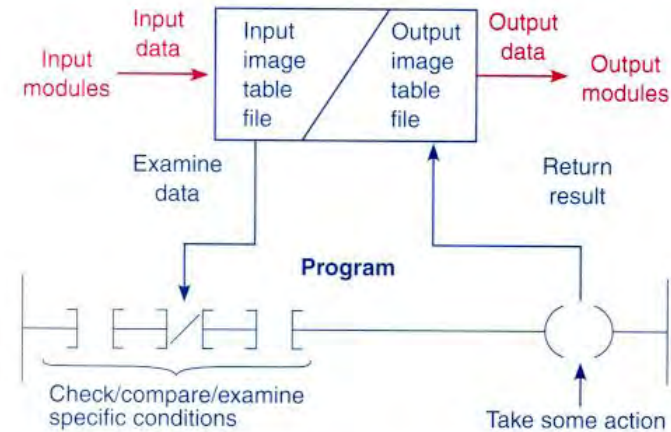 Input
data
Input
modules
Input
image
table
file
Output
image
table
file
Output
data
Output
modules
Examine
data
Return
result
Program
Check/compare/examine
specific conditions
Take some action